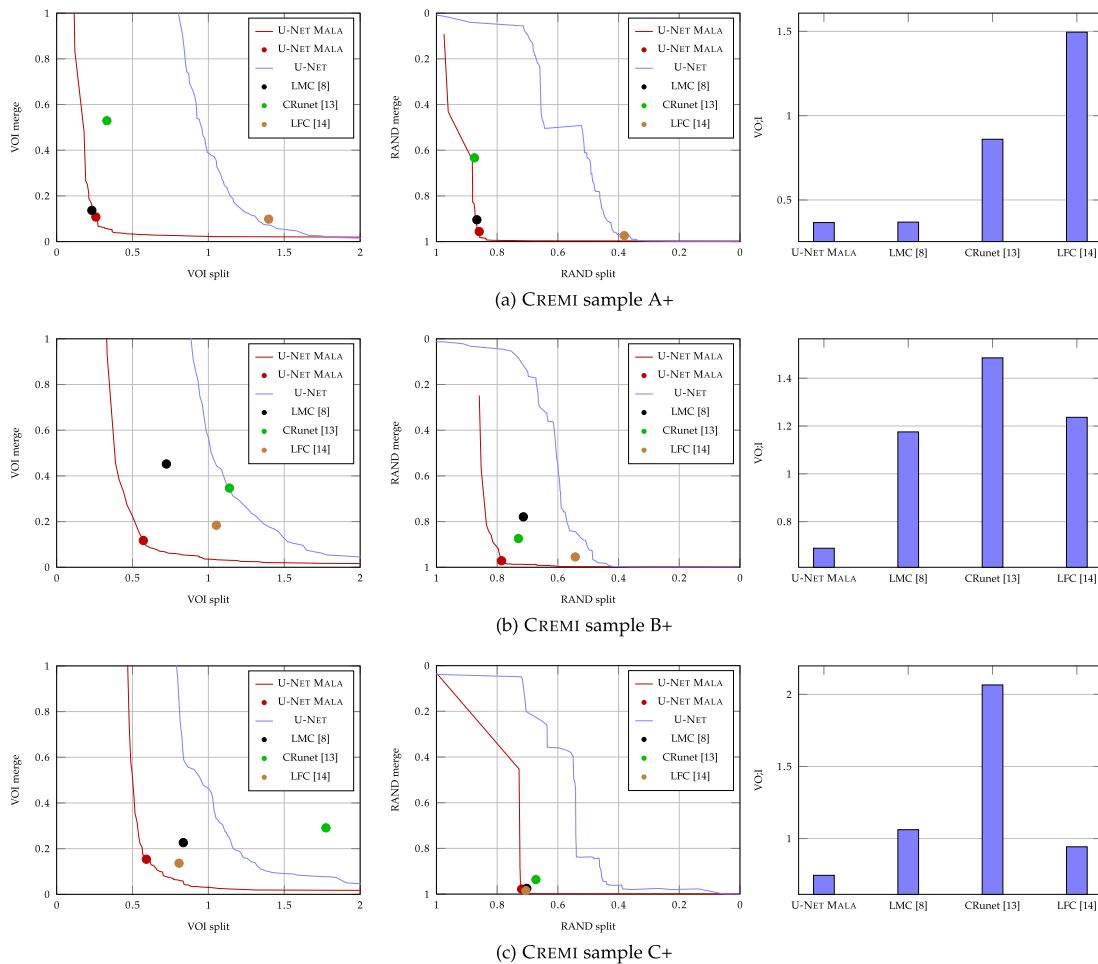 1
0.8
0.6
0.4
0.2
0
0
0.5
1
1.5
2
VOI split
VOI merge
U-NET MALA
U-NET MALA
U-NET
LMC [8]
CRunet [13]
LFC [14]
0
0.2
0.4
0.6
0.8
1
1
0.8
0.6
0.4
0.2
0
RAND split
RAND merge
U-NET MALA
U-NET MALA
U-NET
LMC [8]
CRunet [13]
LFC [14]
1.5
1
0.5
VO;I
U-NET MALA
LMC [8]
CRunet [13]
LFC [14]
(a) CREMI sample A+
1
0.8
0.6
0.4
0.2
0
0
0.5
1
1.5
2
VOI split
VOI merge
U-NET MALA
U-NET MALA
U-NET
LMC [8]
CRunet [13]
LFC [14]
0
0.2
0.4
0.6
0.8
1
1
0.8
0.6
0.4
0.2
0
RAND split
RAND merge
U-NET MALA
U-NET MALA
U-NET
LMC [8]
CRunet [13]
LFC [14]
1.4
1.2
1
0.8
VO;I
U-NET MALA
LMC [8]
CRunet [13]
LFC [14]
(b) CREMI sample B+
1
0.8
0.6
0.4
0.2
0
0
0.5
1
1.5
2
VOI split
VOI merge
U-NET MALA
U-NET MALA
U-NET
LMC [8]
CRunet [13]
LFC [14]
0
0.2
0.4
0.6
0.8
1
1
0.8
0.6
0.4
0.2
0
RAND split
RAND merge
U-NET MALA
U-NET MALA
U-NET
LMC [8]
CRunet [13]
LFC [14]
2
1.5
1
VO;I
U-NET MALA
LMC [8]
CRunet [13]
LFC [14]
(c) CREMI sample C+